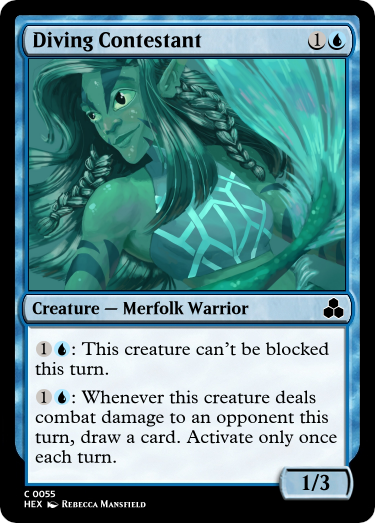 Diving Contestant 1
Creature — Merfolk Warrior
1: This creature can't be blocked
this turn.
1: Whenever this creature deals
combat damage to an opponent this
turn, draw a card. Activate only once
each turn.
1/3
C 0055
HEX Rebecca Mansfield